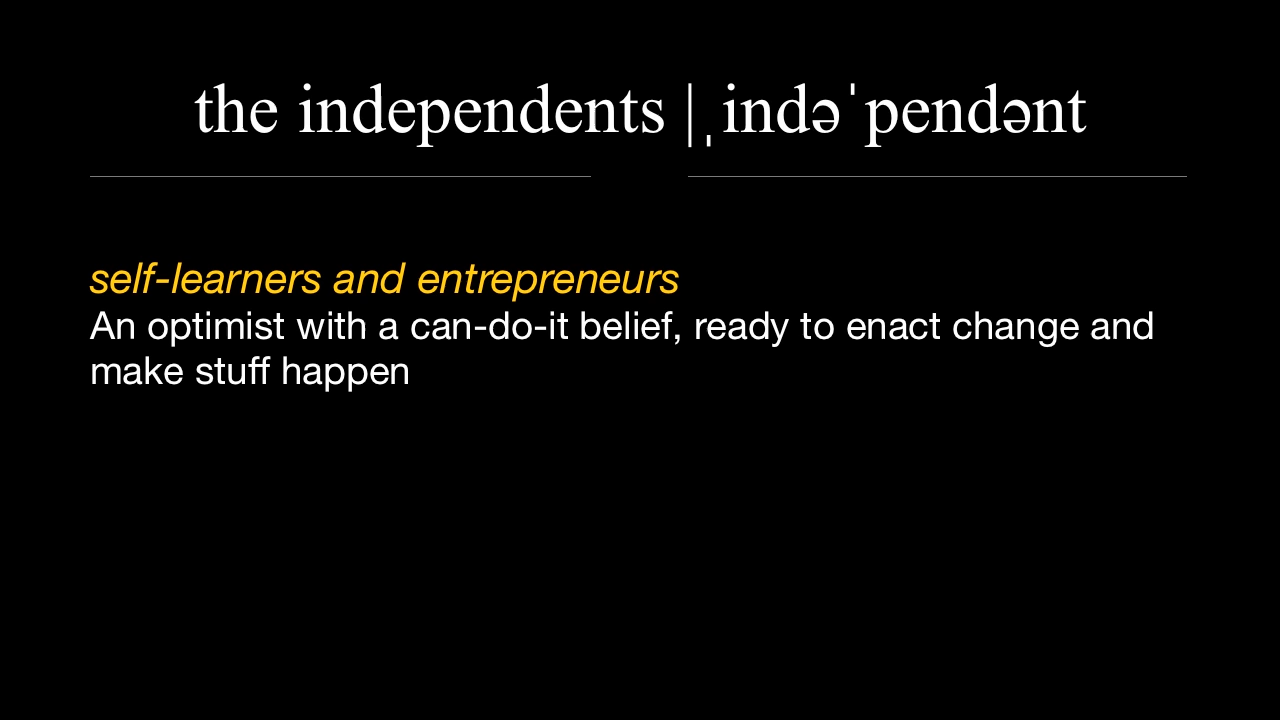 the independents |ˌindəˈpendənt
self-learners and entrepreneurs
An optimist with a can-do-it belief, ready to enact change and
make stuff happen